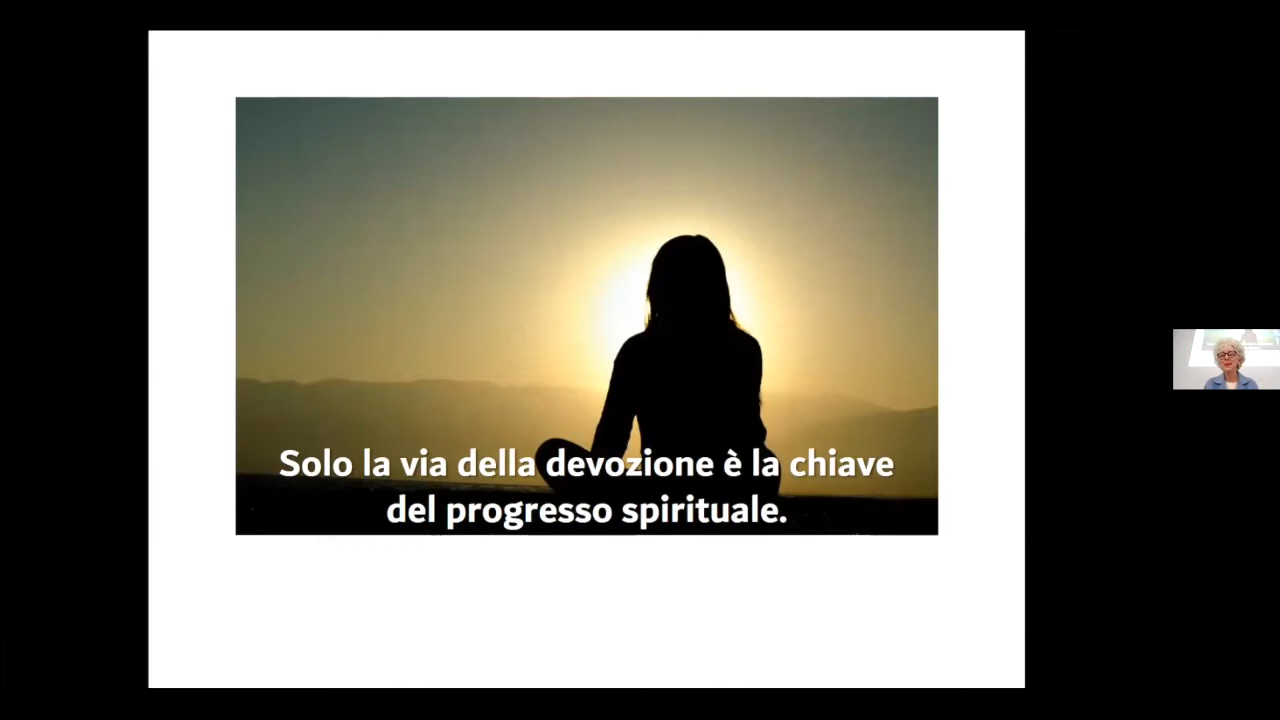 Solo la via della devozione è la chiave
del progresso spirituale.